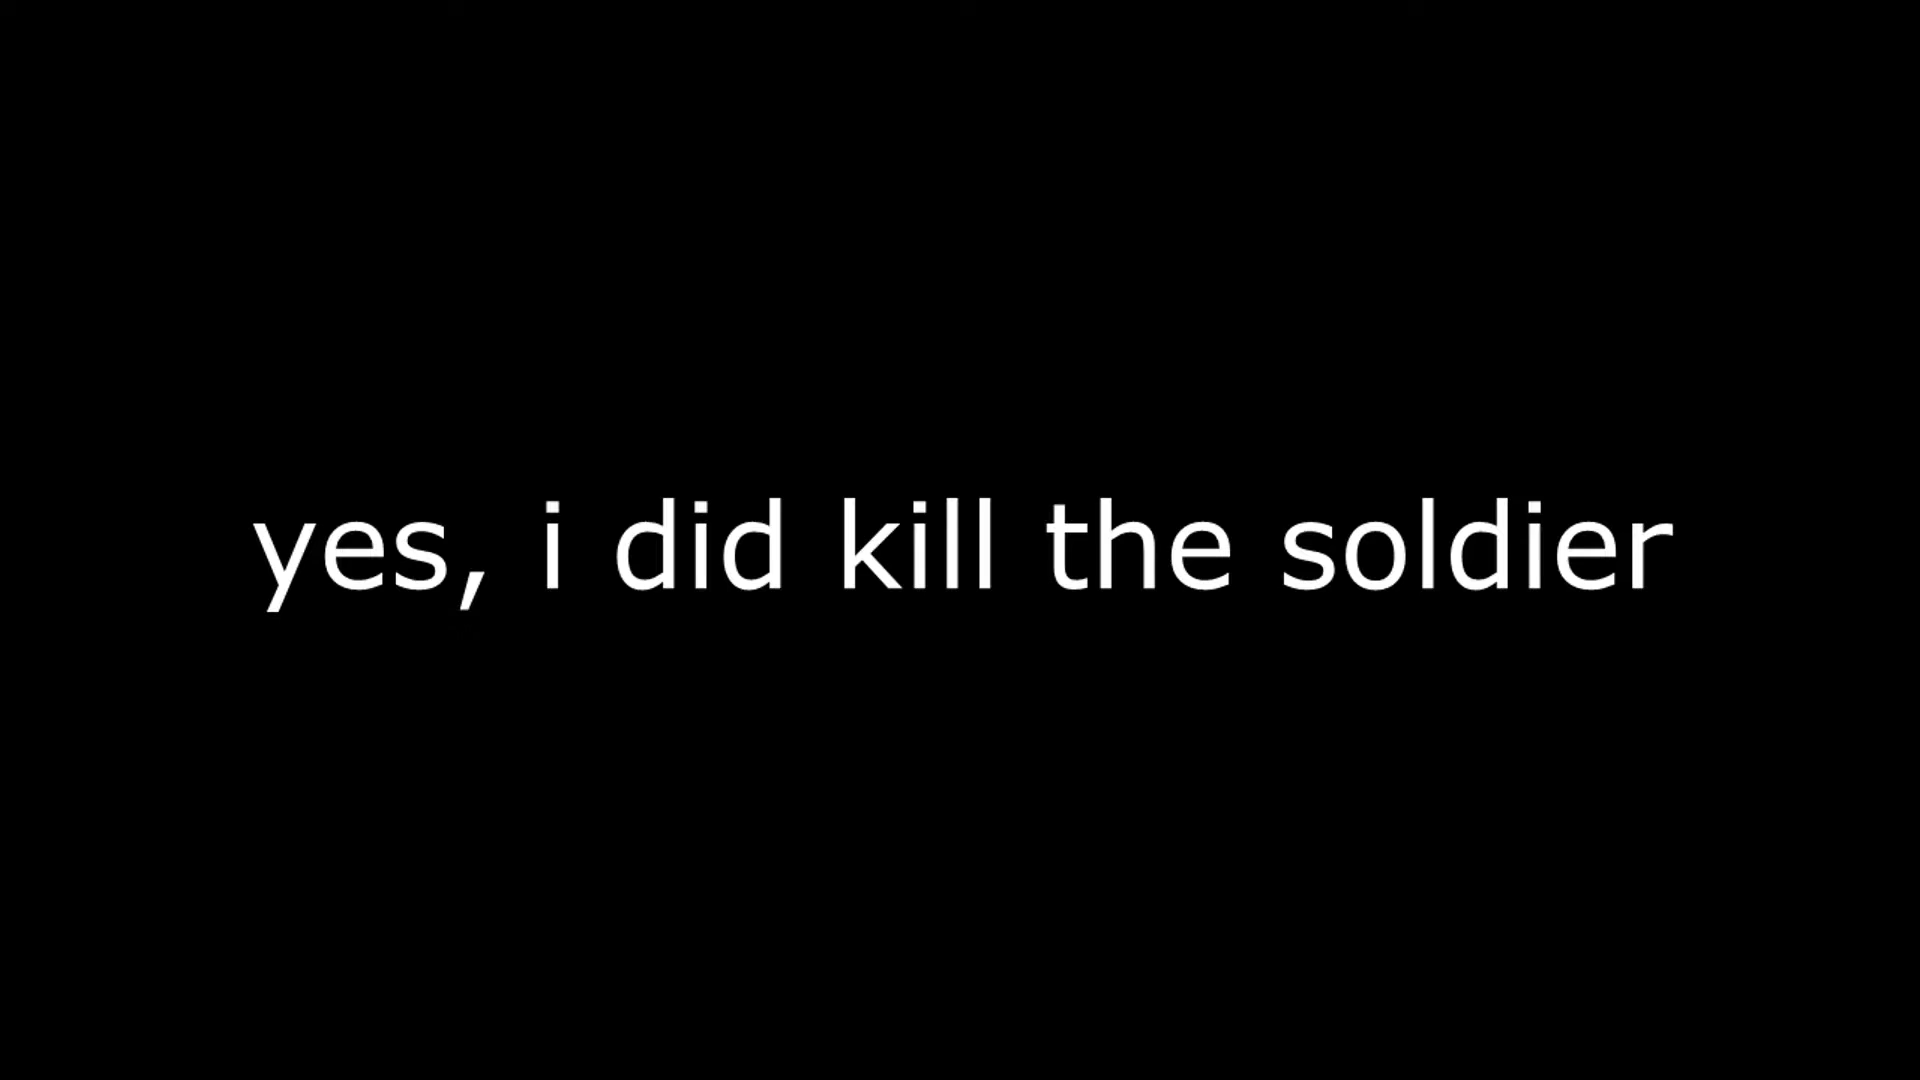 yes, i did kill the soldier